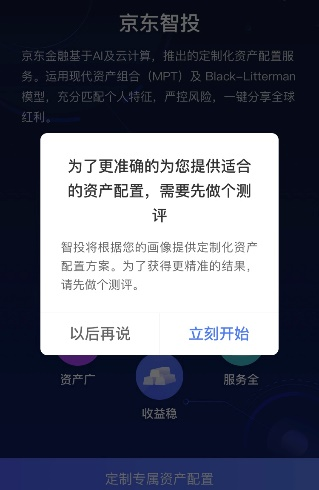 京东智投
京东金融基于AI及云计算，推出的定制化资产配置服
务。运用现代资产组合（MPT）及 Black-Litterman
模型，充分匹配个人特征，严控风险，一键分享全球
红利。
为了更准确的为您提供适合
的资产配置，需要先做个测
评
智投将根据您的画像提供定制化资产
配置方案。为了获得更精准的结果，
请先做个测评。
以后再说
立刻开始
资产广
服务全
收益稳
定制专属资产配置